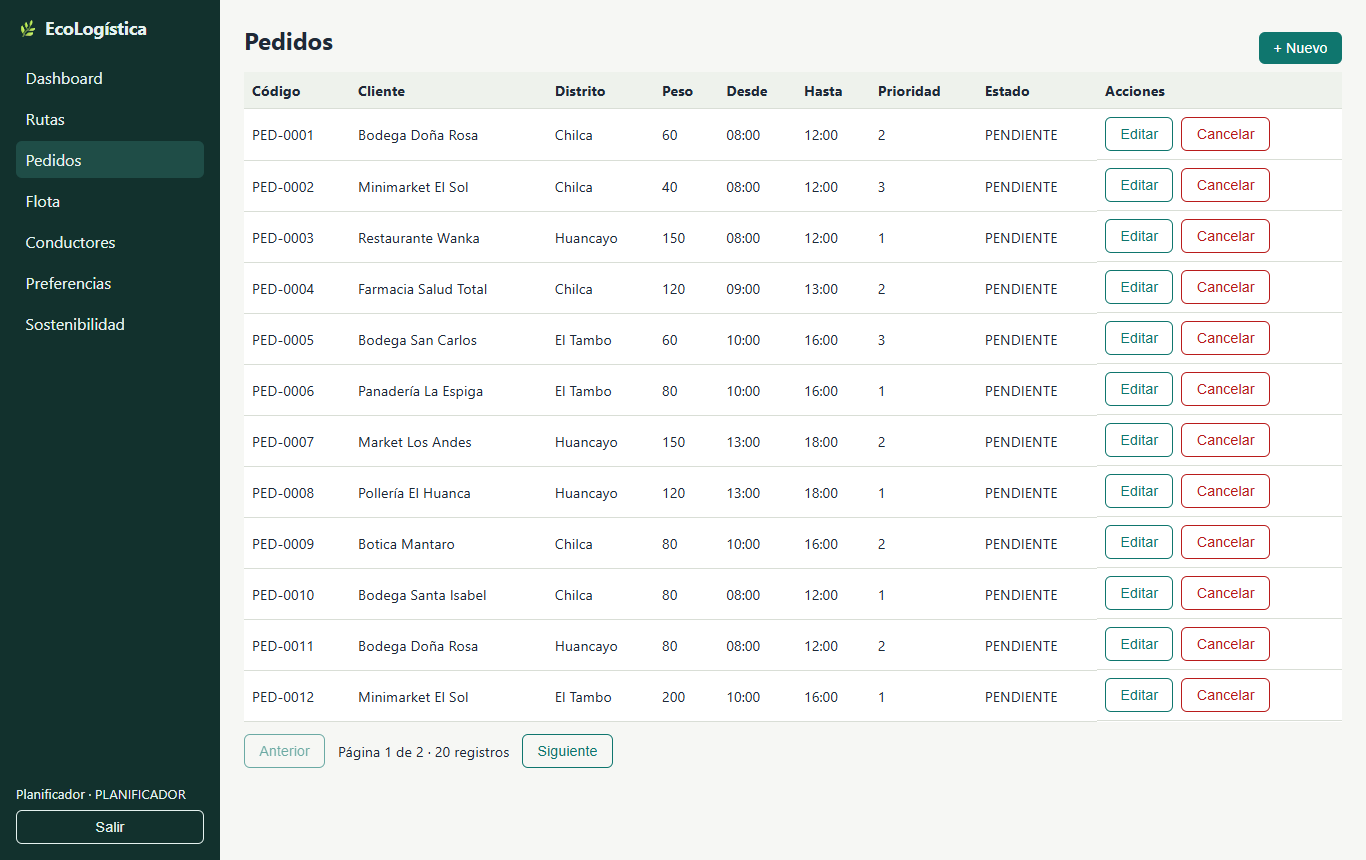 EcoLogística
Dashboard
Rutas
Pedidos
Flota
Conductores
Preferencias
Sostenibilidad
Planificador · PLANIFICADOR
Salir
Pedidos
+ Nuevo
Código Cliente Distrito Peso Desde Hasta Prioridad Estado Acciones
PED-0001 Bodega Doña Rosa Chilca 60 08:00 12:00 2 PENDIENTE Editar Cancelar
PED-0002 Minimarket El Sol Chilca 40 08:00 12:00 3 PENDIENTE Editar Cancelar
PED-0003 Restaurante Wanka Huancayo 150 08:00 12:00 1 PENDIENTE Editar Cancelar
PED-0004 Farmacia Salud Total Chilca 120 09:00 13:00 2 PENDIENTE Editar Cancelar
PED-0005 Bodega San Carlos El Tambo 60 10:00 16:00 3 PENDIENTE Editar Cancelar
PED-0006 Panadería La Espiga El Tambo 80 10:00 16:00 1 PENDIENTE Editar Cancelar
PED-0007 Market Los Andes Huancayo 150 13:00 18:00 2 PENDIENTE Editar Cancelar
PED-0008 Pollería El Huanca Huancayo 120 13:00 18:00 1 PENDIENTE Editar Cancelar
PED-0009 Botica Mantaro Chilca 80 10:00 16:00 2 PENDIENTE Editar Cancelar
PED-0010 Bodega Santa Isabel Chilca 80 08:00 12:00 1 PENDIENTE Editar Cancelar
PED-0011 Bodega Doña Rosa Huancayo 80 08:00 12:00 2 PENDIENTE Editar Cancelar
PED-0012 Minimarket El Sol El Tambo 200 10:00 16:00 1 PENDIENTE Editar Cancelar
Anterior Página 1 de 2 · 20 registros Siguiente